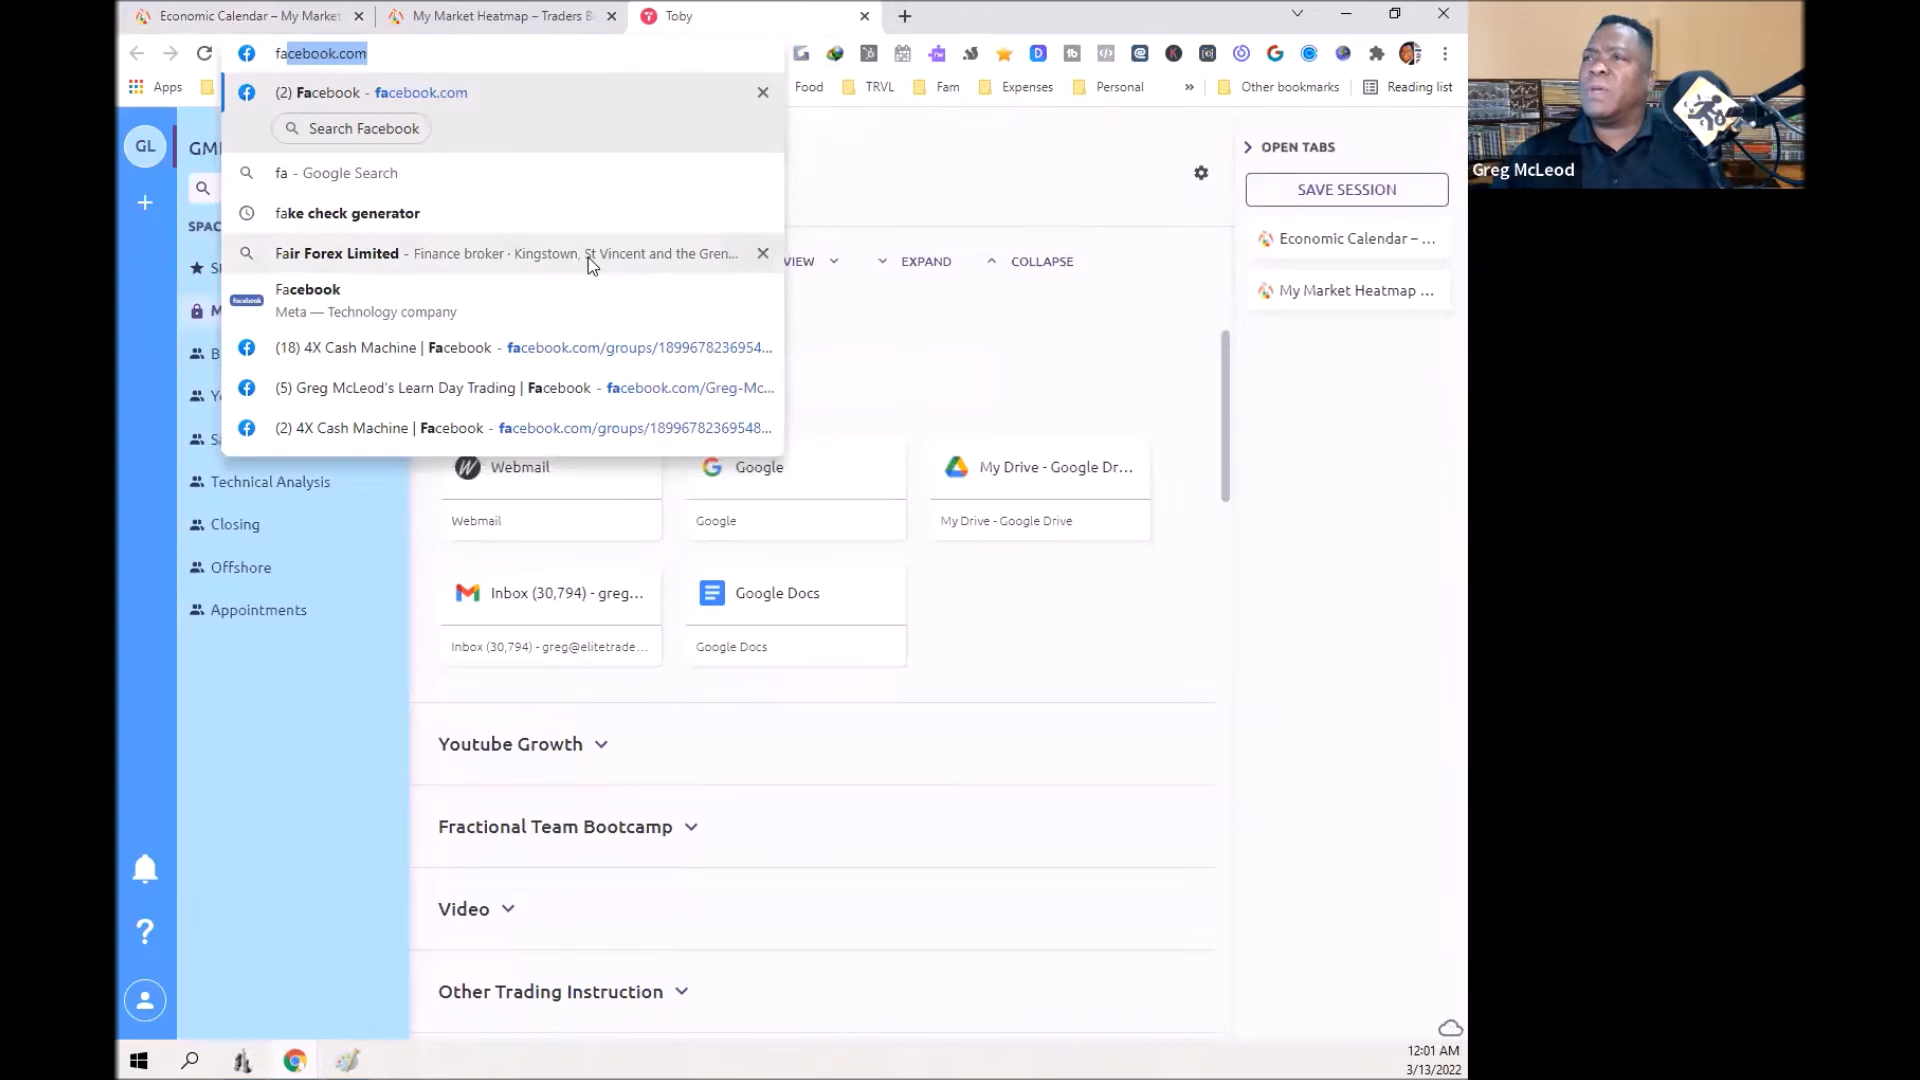 Economic Calendar – My Market
My Market Heatmap – Traders B
Toby
facebook.com
Apps
Food
TRVL
Fam
Expenses
Personal
»
Other bookmarks
Reading list
(2) Facebook - facebook.com
Search Facebook
fa - Google Search
fake check generator
Fair Forex Limited - Finance broker · Kingstown, St Vincent and the Gren...
Facebook
facebook
Meta — Technology company
(18) 4X Cash Machine | Facebook - facebook.com/groups/1899678236954...
(5) Greg McLeod's Learn Day Trading | Facebook - facebook.com/Greg-Mc...
(2) 4X Cash Machine | Facebook - facebook.com/groups/18996782369548...
GL
SPAC
Technical Analysis
Closing
Offshore
Appointments
VIEW
EXPAND
COLLAPSE
Webmail
Webmail
Google
Google
My Drive - Google Dr...
My Drive - Google Drive
Inbox (30,794) - greg...
Inbox (30,794) - greg@elitetrade...
Google Docs
Google Docs
Youtube Growth
Fractional Team Bootcamp
Video
Other Trading Instruction
OPEN TABS
SAVE SESSION
Economic Calendar – ...
My Market Heatmap ...
Greg McLeod
12:01 AM
3/13/2022